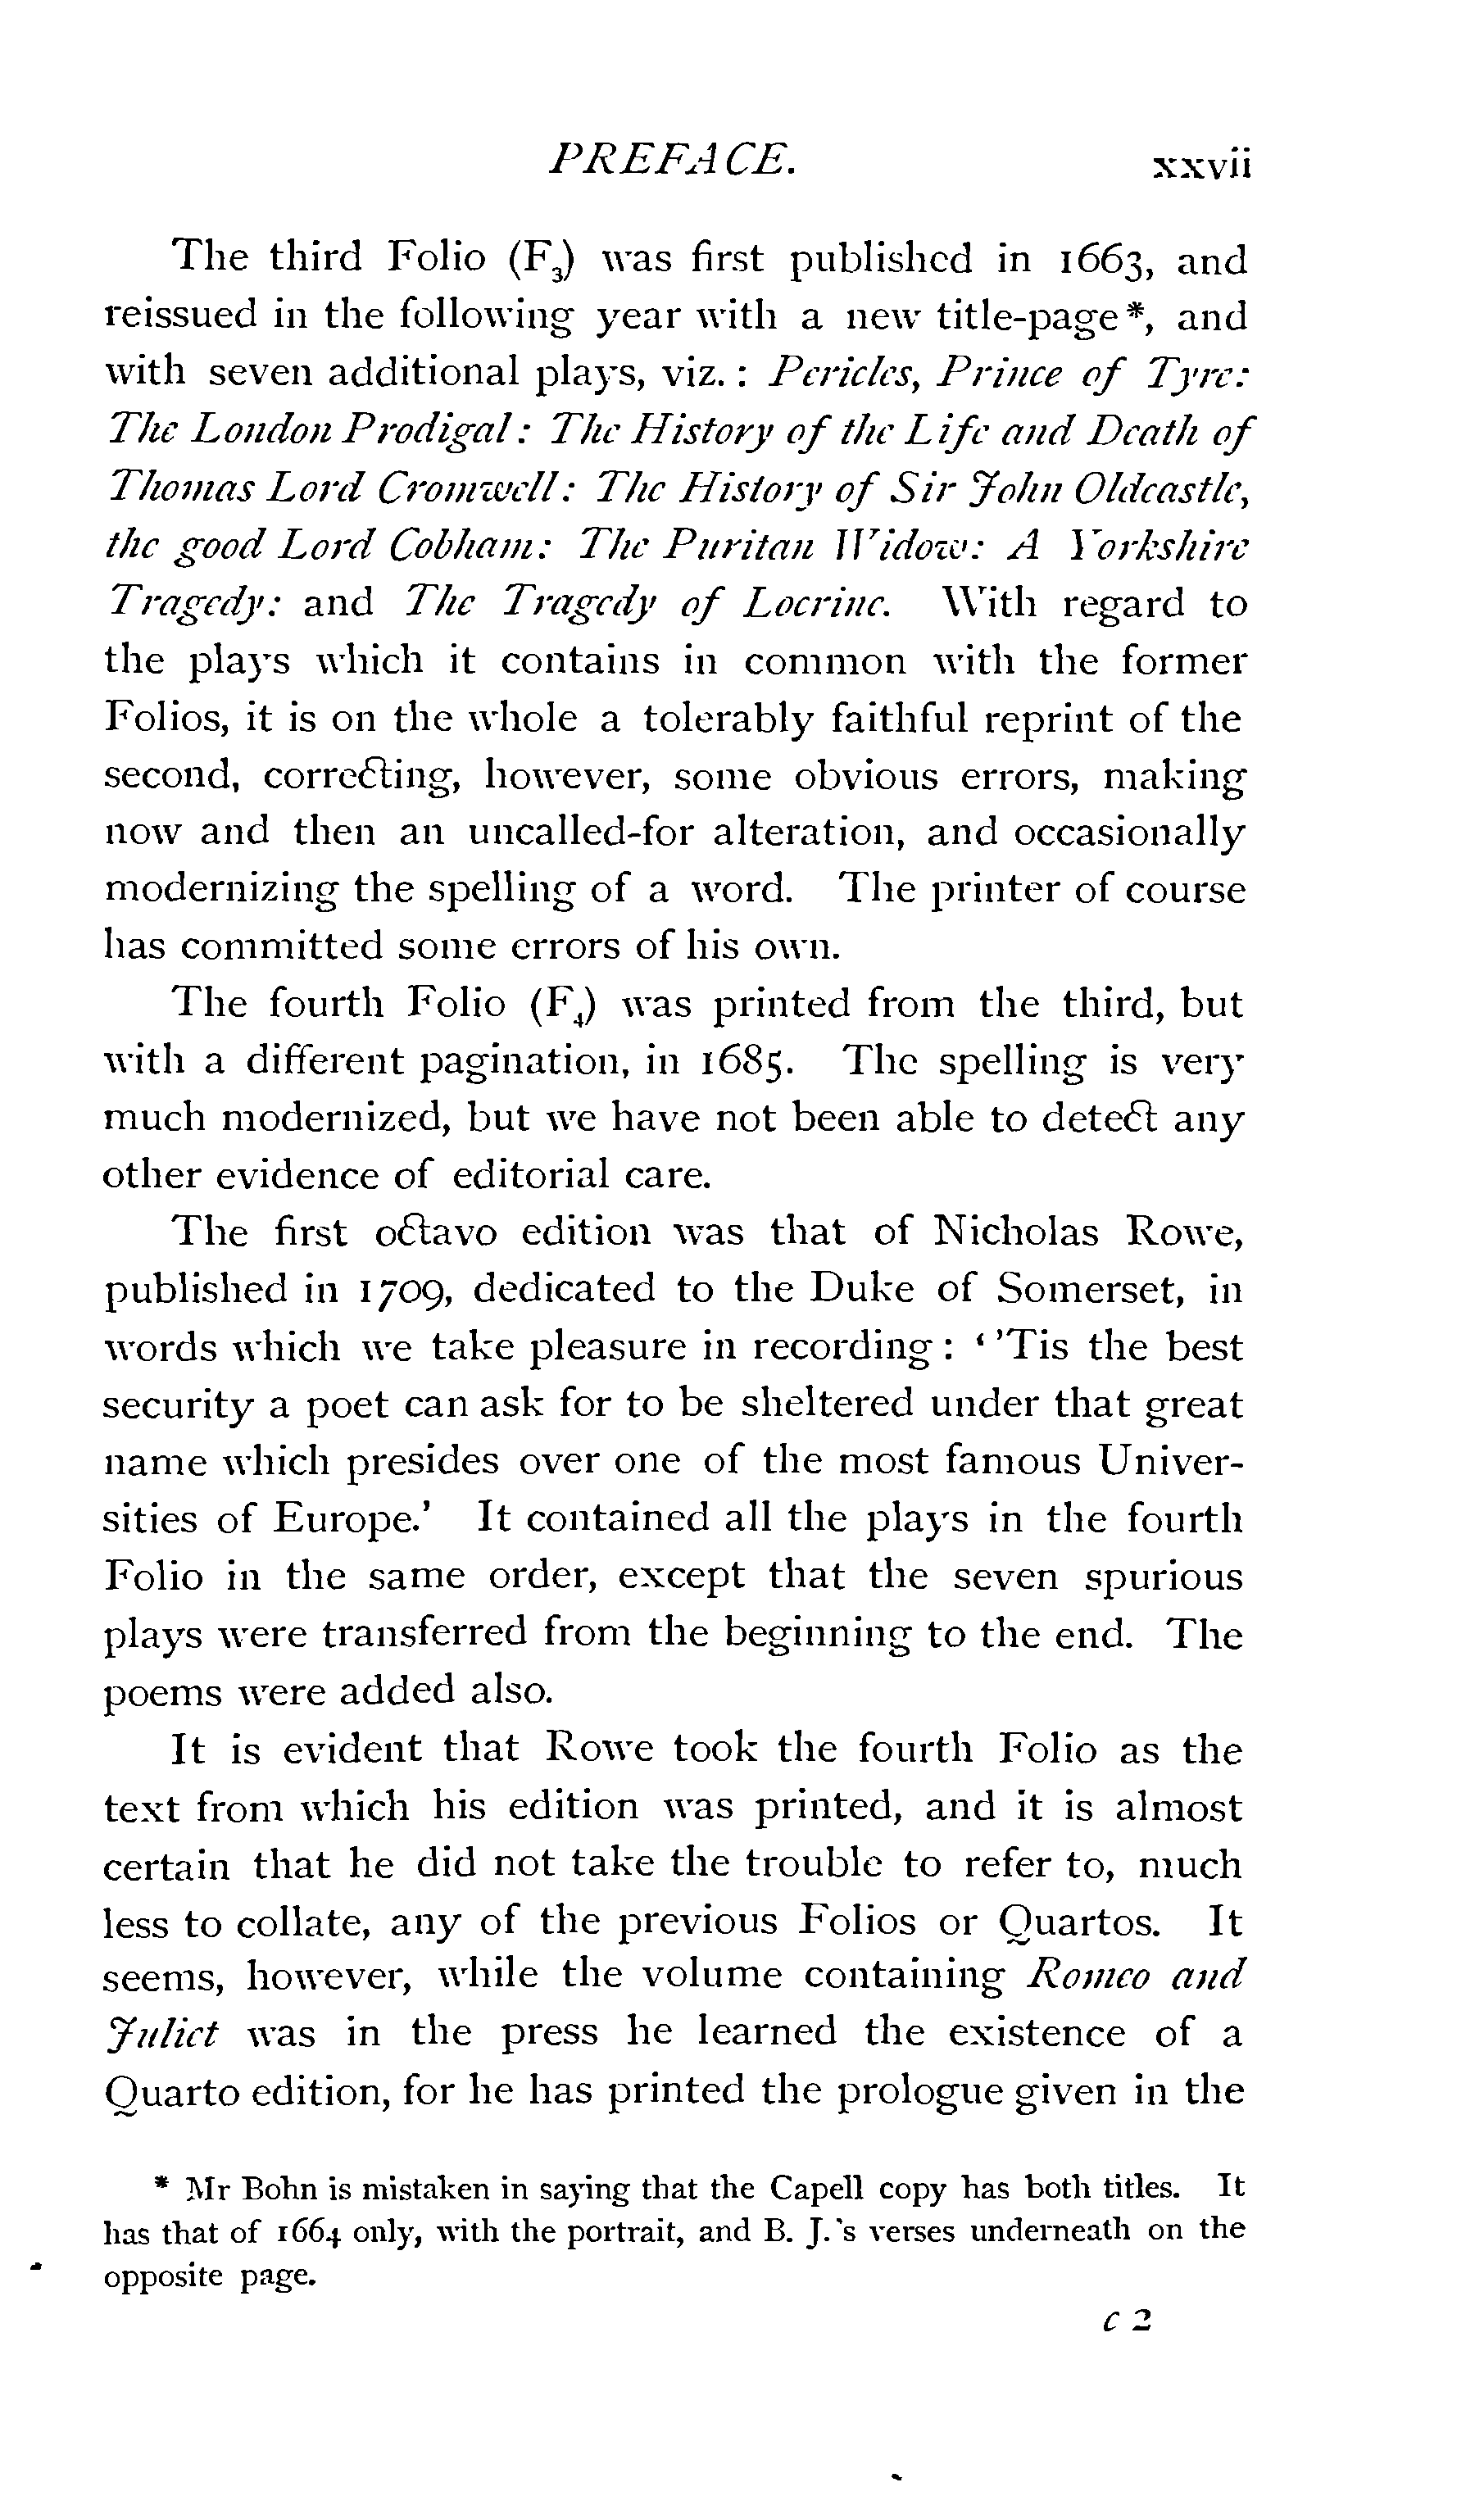 PREFACE. xxvii
The third Folio (F₃) was first published in 1663, and
reissued in the following year with a new title-page*, and
with seven additional plays, viz.: Pericles, Prince of Tyre:
The London Prodigal: The History of the Life and Death of
Thomas Lord Cromwell: The History of Sir John Oldcastle,
the good Lord Cobham: The Puritan Widow: A Yorkshire
Tragedy: and The Tragedy of Locrine. With regard to
the plays which it contains in common with the former
Folios, it is on the whole a tolerably faithful reprint of the
second, correcting, however, some obvious errors, making
now and then an uncalled-for alteration, and occasionally
modernizing the spelling of a word. The printer of course
has committed some errors of his own.
The fourth Folio (F₄) was printed from the third, but
with a different pagination, in 1685. The spelling is very
much modernized, but we have not been able to detect any
other evidence of editorial care.
The first octavo edition was that of Nicholas Rowe,
published in 1709, dedicated to the Duke of Somerset, in
words which we take pleasure in recording: ‘ ’Tis the best
security a poet can ask for to be sheltered under that great
name which presides over one of the most famous Univer-
sities of Europe.’ It contained all the plays in the fourth
Folio in the same order, except that the seven spurious
plays were transferred from the beginning to the end. The
poems were added also.
It is evident that Rowe took the fourth Folio as the
text from which his edition was printed, and it is almost
certain that he did not take the trouble to refer to, much
less to collate, any of the previous Folios or Quartos. It
seems, however, while the volume containing Romeo and
Juliet was in the press he learned the existence of a
Quarto edition, for he has printed the prologue given in the
* Mr Bohn is mistaken in saying that the Capell copy has both titles. It
has that of 1664 only, with the portrait, and B. J.'s verses underneath on the
opposite page.
c 2